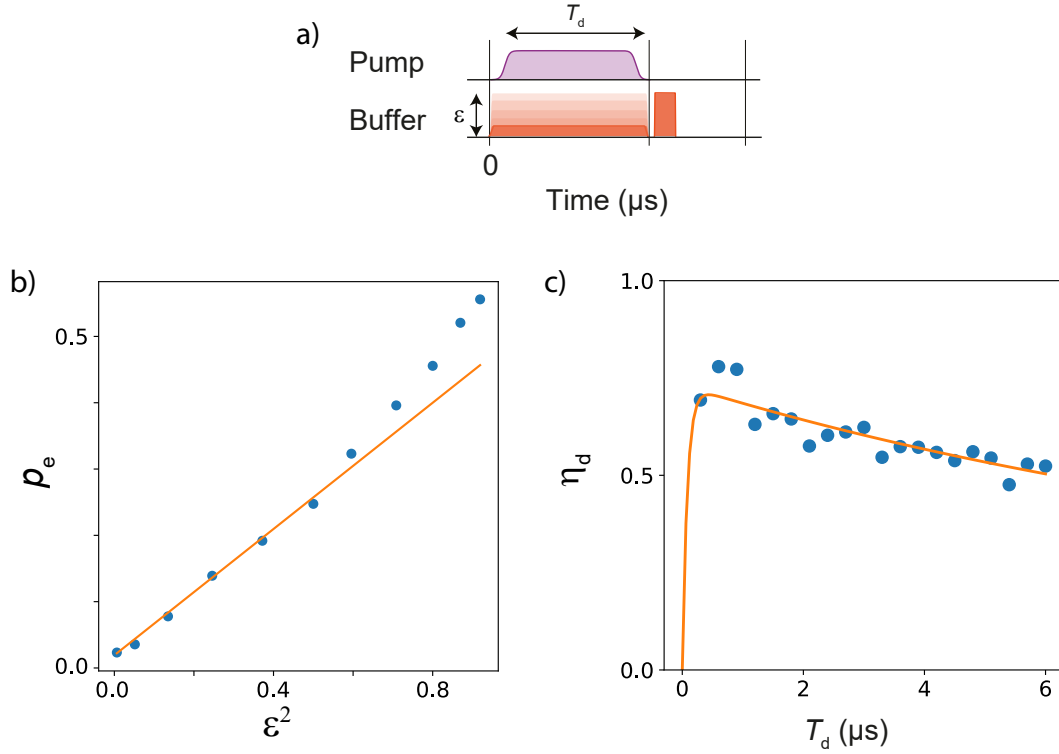 a)
T_d
Pump
Buffer
ε
0
Time (μs)
b)
0.5
0.0
p_e
0.0 0.4 0.8
ε²
c)
1.0
0.5
0.0
η_d
0 2 4 6
T_d (μs)